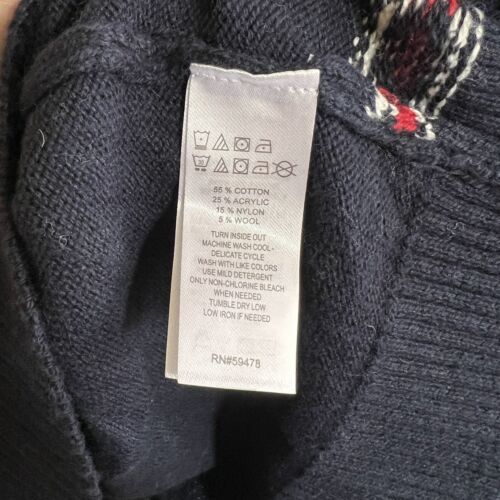 55 % COTTON
25 % ACRYLIC
15 % NYLON
5 % WOOL
TURN INSIDE OUT
MACHINE WASH COOL-
DELICATE CYCLE
WASH WITH LIKE COLORS
USE MILD DETERGENT
ONLY NON-CHLORINE BLEACH
WHEN NEEDED
TUMBLE DRY LOW
LOW IRON IF NEEDED
RN#59478